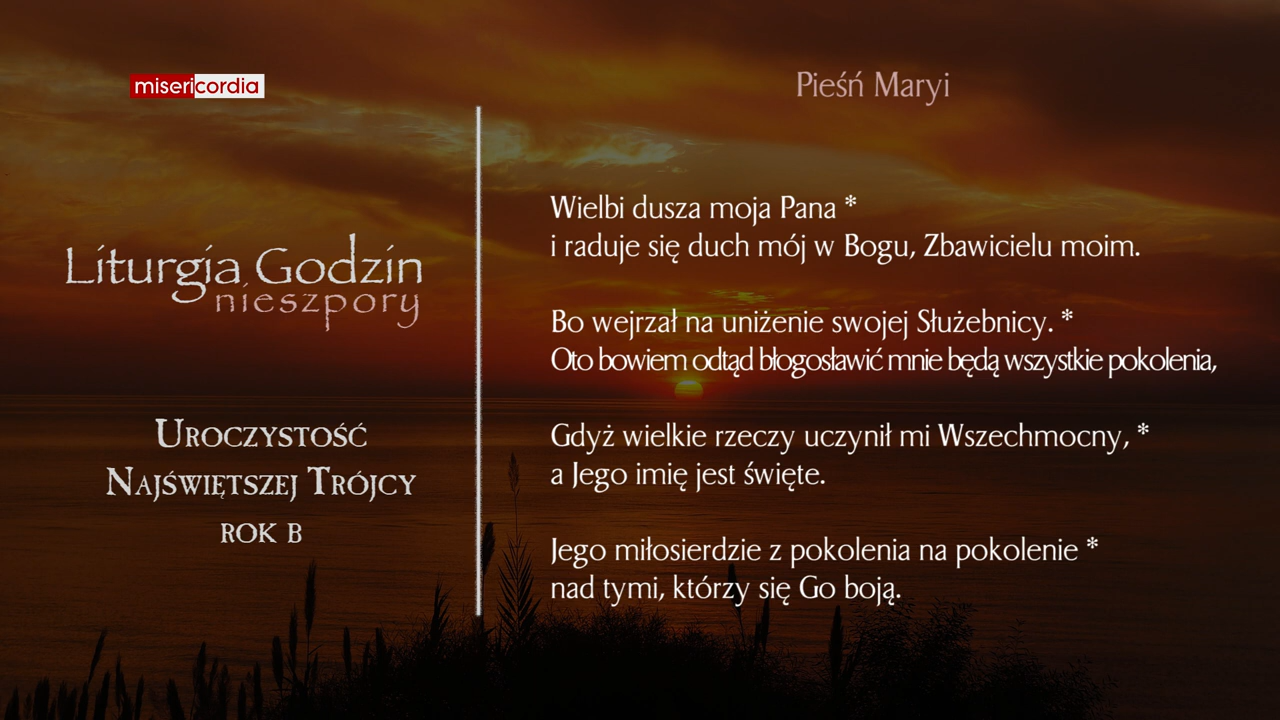 misericordia
Liturgia Godzin
nieszpory
Uroczystość
Najświętszej Trójcy
rok B
Pieśń Maryi
Wielbi dusza moja Pana *
i raduje się duch mój w Bogu, Zbawicielu moim.
Bo wejrzał na uniżenie swojej Służebnicy. *
Oto bowiem odtąd błogosławić mnie będą wszystkie pokolenia,
Gdyż wielkie rzeczy uczynił mi Wszechmocny, *
a Jego imię jest święte.
Jego miłosierdzie z pokolenia na pokolenie *
nad tymi, którzy się Go boją.